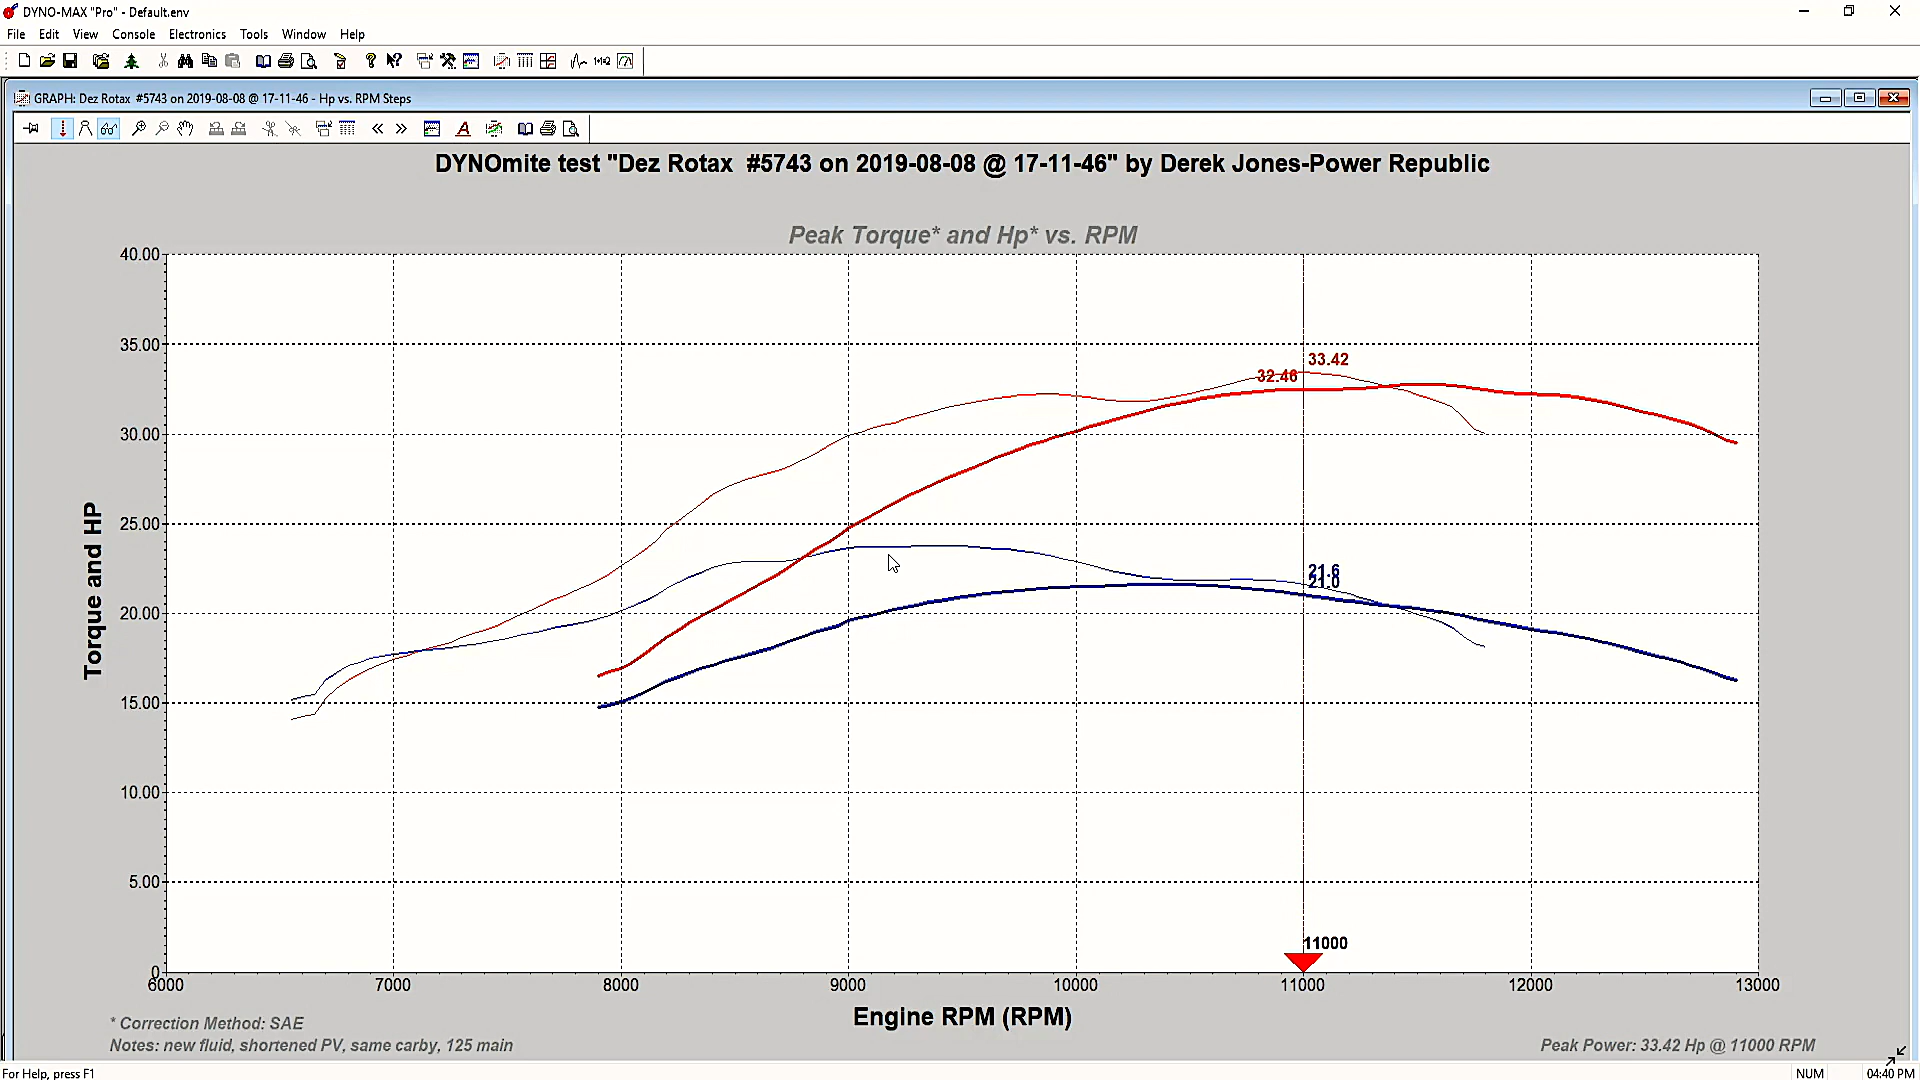 DYNO-MAX "Pro" - Default.env
File Edit View Console Electronics Tools Window Help
GRAPH: Dez Rotax #5743 on 2019-08-08 @ 17-11-46 - Hp vs. RPM Steps
DYNOmite test "Dez Rotax #5743 on 2019-08-08 @ 17-11-46" by Derek Jones-Power Republic
Peak Torque* and Hp* vs. RPM
40.00
35.00
33.42
32.46
30.00
25.00
21.6
21.0
20.00
15.00
10.00
5.00
0
Torque and HP
11000
6000 7000 8000 9000 10000 11000 12000 13000
Engine RPM (RPM)
* Correction Method: SAE
Notes: new fluid, shortened PV, same carby, 125 main
Peak Power: 33.42 Hp @ 11000 RPM
For Help, press F1
NUM
04:40 PM